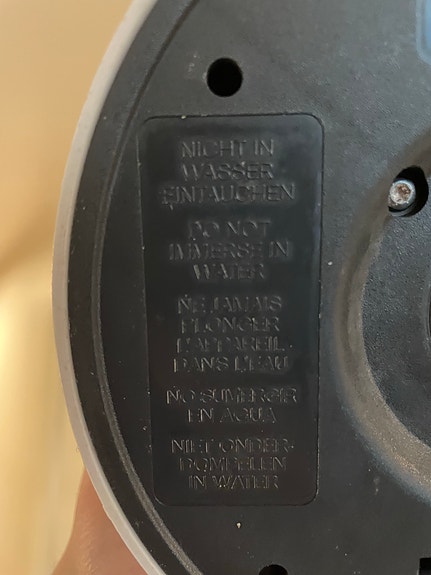 NICHT IN
WASSER
EINTAUCHEN
DO NOT
IMMERSE IN
WATER
NE JAMAIS
PLONGER
L'APPAREIL
DANS L'EAU
NO SUMERGIR
EN AGUA
NIET ONDER-
DOMPELEN
IN WATER